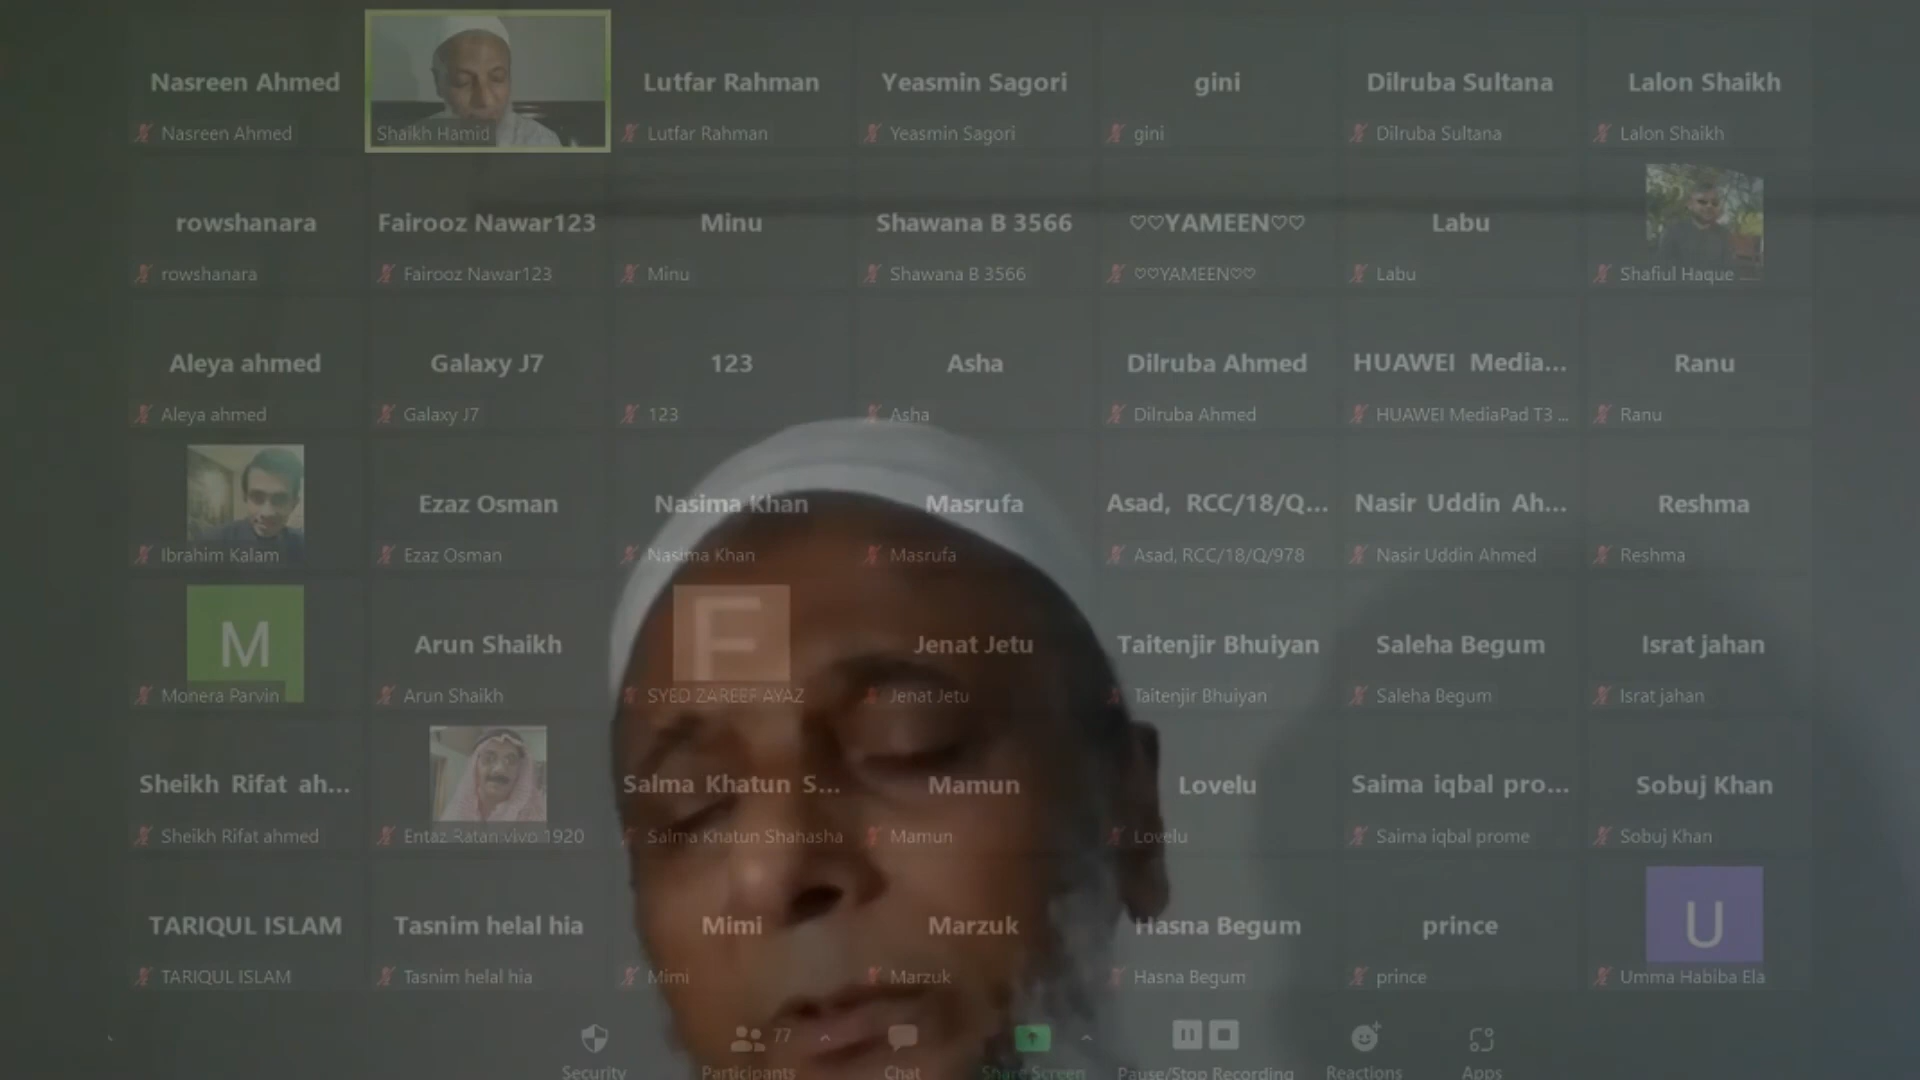 Nasreen Ahmed
Lutfar Rahman
Yeasmin Sagori
gini
Dilruba Sultana
Lalon Shaikh
Nasreen Ahmed
Shaikh Hamid
Lutfar Rahman
Yeasmin Sagori
gini
Dilruba Sultana
Lalon Shaikh
rowshanara
Fairooz Nawar123
Minu
Shawana B 3566
♡♡YAMEEN♡♡
Labu
rowshanara
Fairooz Nawar123
Minu
Shawana B 3566
♡♡YAMEEN♡♡
Labu
Shafiul Haque
Aleya ahmed
Galaxy J7
123
Asha
Dilruba Ahmed
HUAWEI Media...
Ranu
Aleya ahmed
Galaxy J7
123
Asha
Dilruba Ahmed
HUAWEI MediaPad T3 ...
Ranu
Ezaz Osman
Nasima Khan
Masrufa
Asad, RCC/18/Q...
Nasir Uddin Ah...
Reshma
Ibrahim Kalam
Ezaz Osman
Nasima Khan
Masrufa
Asad, RCC/18/Q/978
Nasir Uddin Ahmed
Reshma
M
Arun Shaikh
F
Jenat Jetu
Taitenjir Bhuiyan
Saleha Begum
Israt jahan
Monera Parvin
Arun Shaikh
SYED ZAREEF AYAZ
Jenat Jetu
Taitenjir Bhuiyan
Saleha Begum
Israt jahan
Sheikh Rifat ah...
Salma Khatun S...
Mamun
Lovelu
Saima iqbal pro...
Sobuj Khan
Sheikh Rifat ahmed
Entaz Ratan:vivo 1920
Salma Khatun Shahasha
Mamun
Lovelu
Saima iqbal prome
Sobuj Khan
TARIQUL ISLAM
Tasnim helal hia
Mimi
Marzuk
Hasna Begum
prince
U
TARIQUL ISLAM
Tasnim helal hia
Mimi
Marzuk
Hasna Begum
prince
Umma Habiba Ela
77
Security
Participants
Chat
Share Screen
Pause/Stop Recording
Reactions
Apps